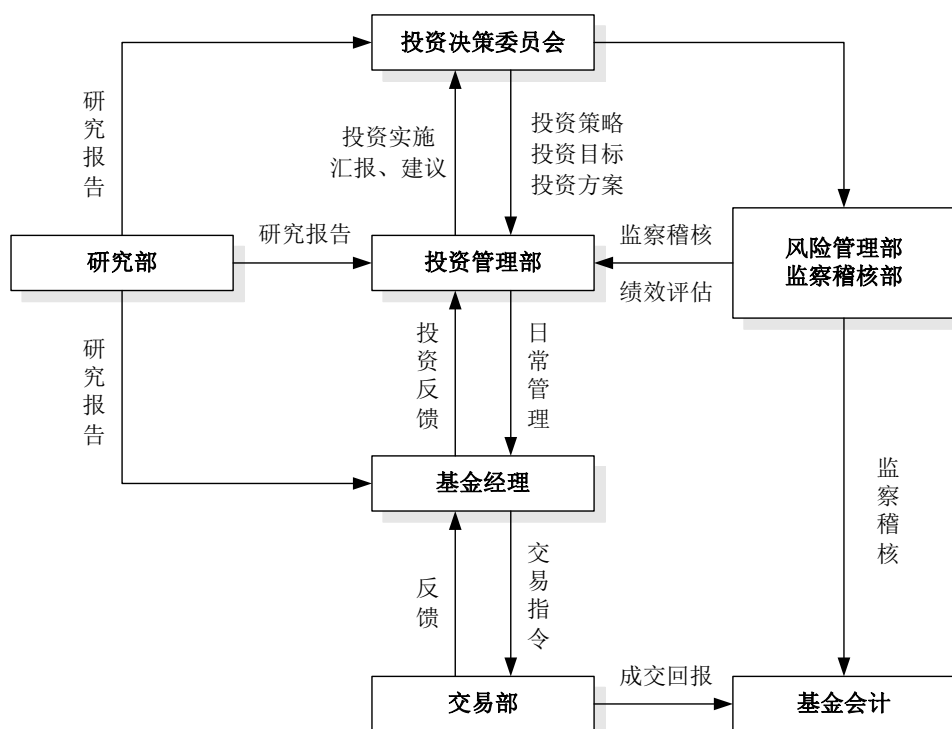 投资决策委员会
研究报告
投资实施
汇报、建议
投资策略
投资目标
投资方案
研究部
研究报告
投资管理部
监察稽核
绩效评估
风险管理部
监察稽核部
研究报告
投资反馈
日常管理
基金经理
监察稽核
反馈
交易指令
交易部
成交回报
基金会计